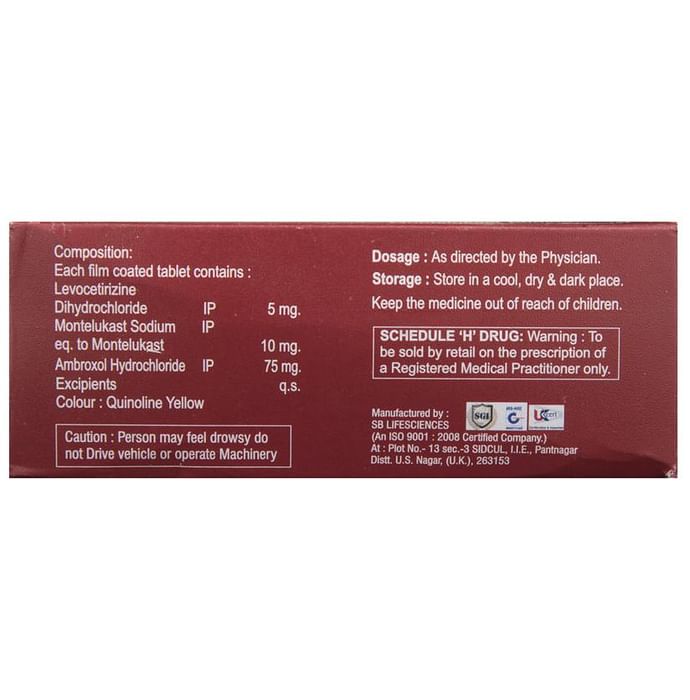 Composition:
Each film coated tablet contains :
Levocetirizine
Dihydrochloride IP 5 mg.
Montelukast Sodium IP
eq. to Montelukast 10 mg.
Ambroxol Hydrochloride IP 75 mg.
Excipients q.s.
Colour : Quinoline Yellow
Caution : Person may feel drowsy do
not Drive vehicle or operate Machinery
Dosage : As directed by the Physician.
Storage : Store in a cool, dry & dark place.
Keep the medicine out of reach of children.
SCHEDULE 'H' DRUG: Warning : To
be sold by retail on the prescription of
a Registered Medical Practitioner only.
Manufactured by :
SGI
SB LIFESCIENCES
(An ISO 9001 : 2008 Certified Company.)
At : Plot No.- 13 sec.-3 SIDCUL, I.I.E., Pantnagar
Distt. U.S. Nagar, (U.K.), 263153